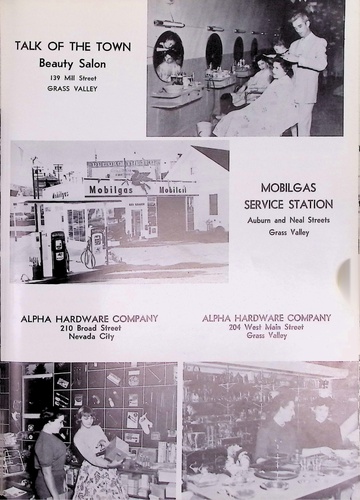 TALK OF THE TOWN
Beauty Salon
139 Mill Street
GRASS VALLEY
Mobilgas Mobiloil
MOBILGAS
SERVICE STATION
Auburn and Neal Streets
Grass Valley
ALPHA HARDWARE COMPANY
210 Broad Street
Nevada City
ALPHA HARDWARE COMPANY
204 West Main Street
Grass Valley